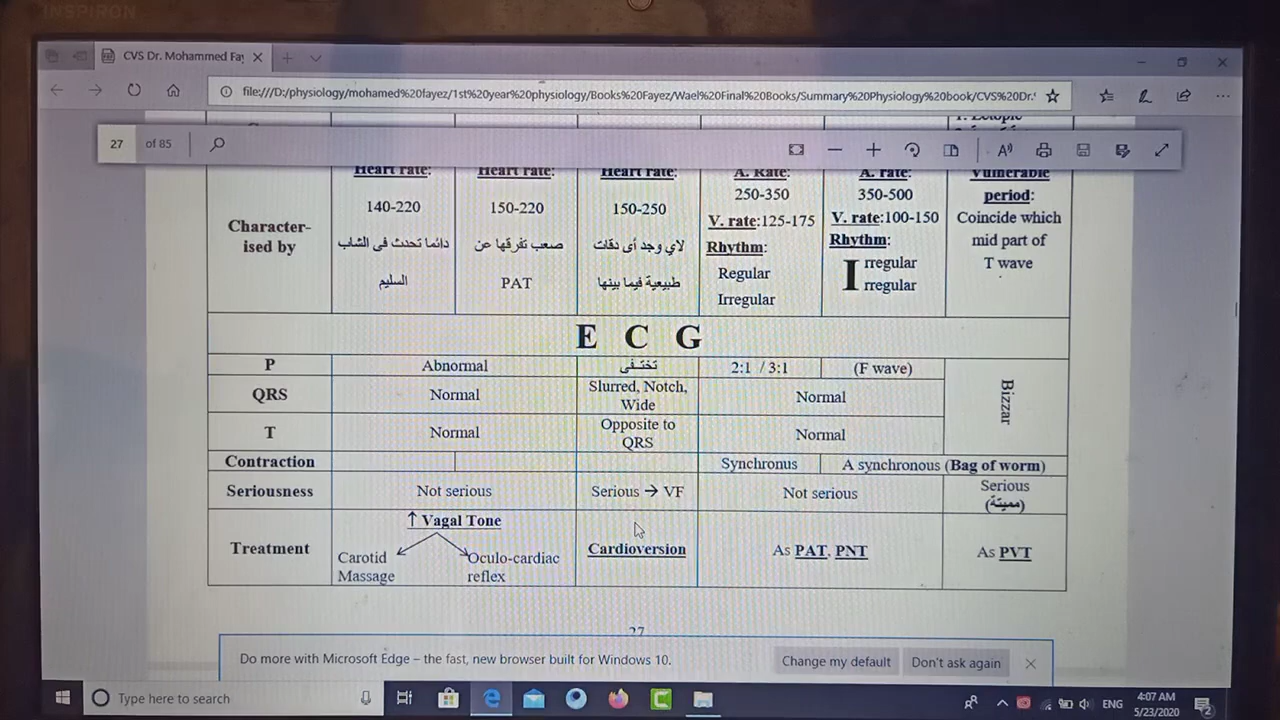 INSPIRON
CVS Dr. Mohammed Fay
file:///D:/physiology/mohamed%20fayez/1st%20year%20physiology/Books%20Fayez/Wael%20Final%20Books/Summary%20Physiology%20book/CVS%20Dr.
27 of 85
1. Ectopic
Heart rate: Heart rate: Heart rate: A. Rate: A. rate: Vulnerable
140-220 150-220 150-250 250-350 350-500 period:
Character- V. rate:125-175 V. rate:100-150 Coincide which
ised by دائما تحدث فى الشاب صعب تفرقها عن لاي وجد أى دقات Rhythm: Rhythm: mid part of
السليم PAT طبيعية فيما بينها Regular Irregular T wave
Irregular Irregular
E C G
P Abnormal تختفى 2:1 / 3:1 (F wave) Bizzar
QRS Normal Slurred, Notch, Normal
Wide
T Normal Opposite to Normal
QRS
Contraction Synchronus A synchronous (Bag of worm)
Seriousness Not serious Serious → VF Not serious Serious
(مميتة)
Treatment ↑ Vagal Tone Cardioversion As PAT, PNT As PVT
Carotid Oculo-cardiac
Massage reflex
27
Do more with Microsoft Edge – the fast, new browser built for Windows 10. Change my default Don't ask again
Type here to search ENG 4:07 AM
5/23/2020 2